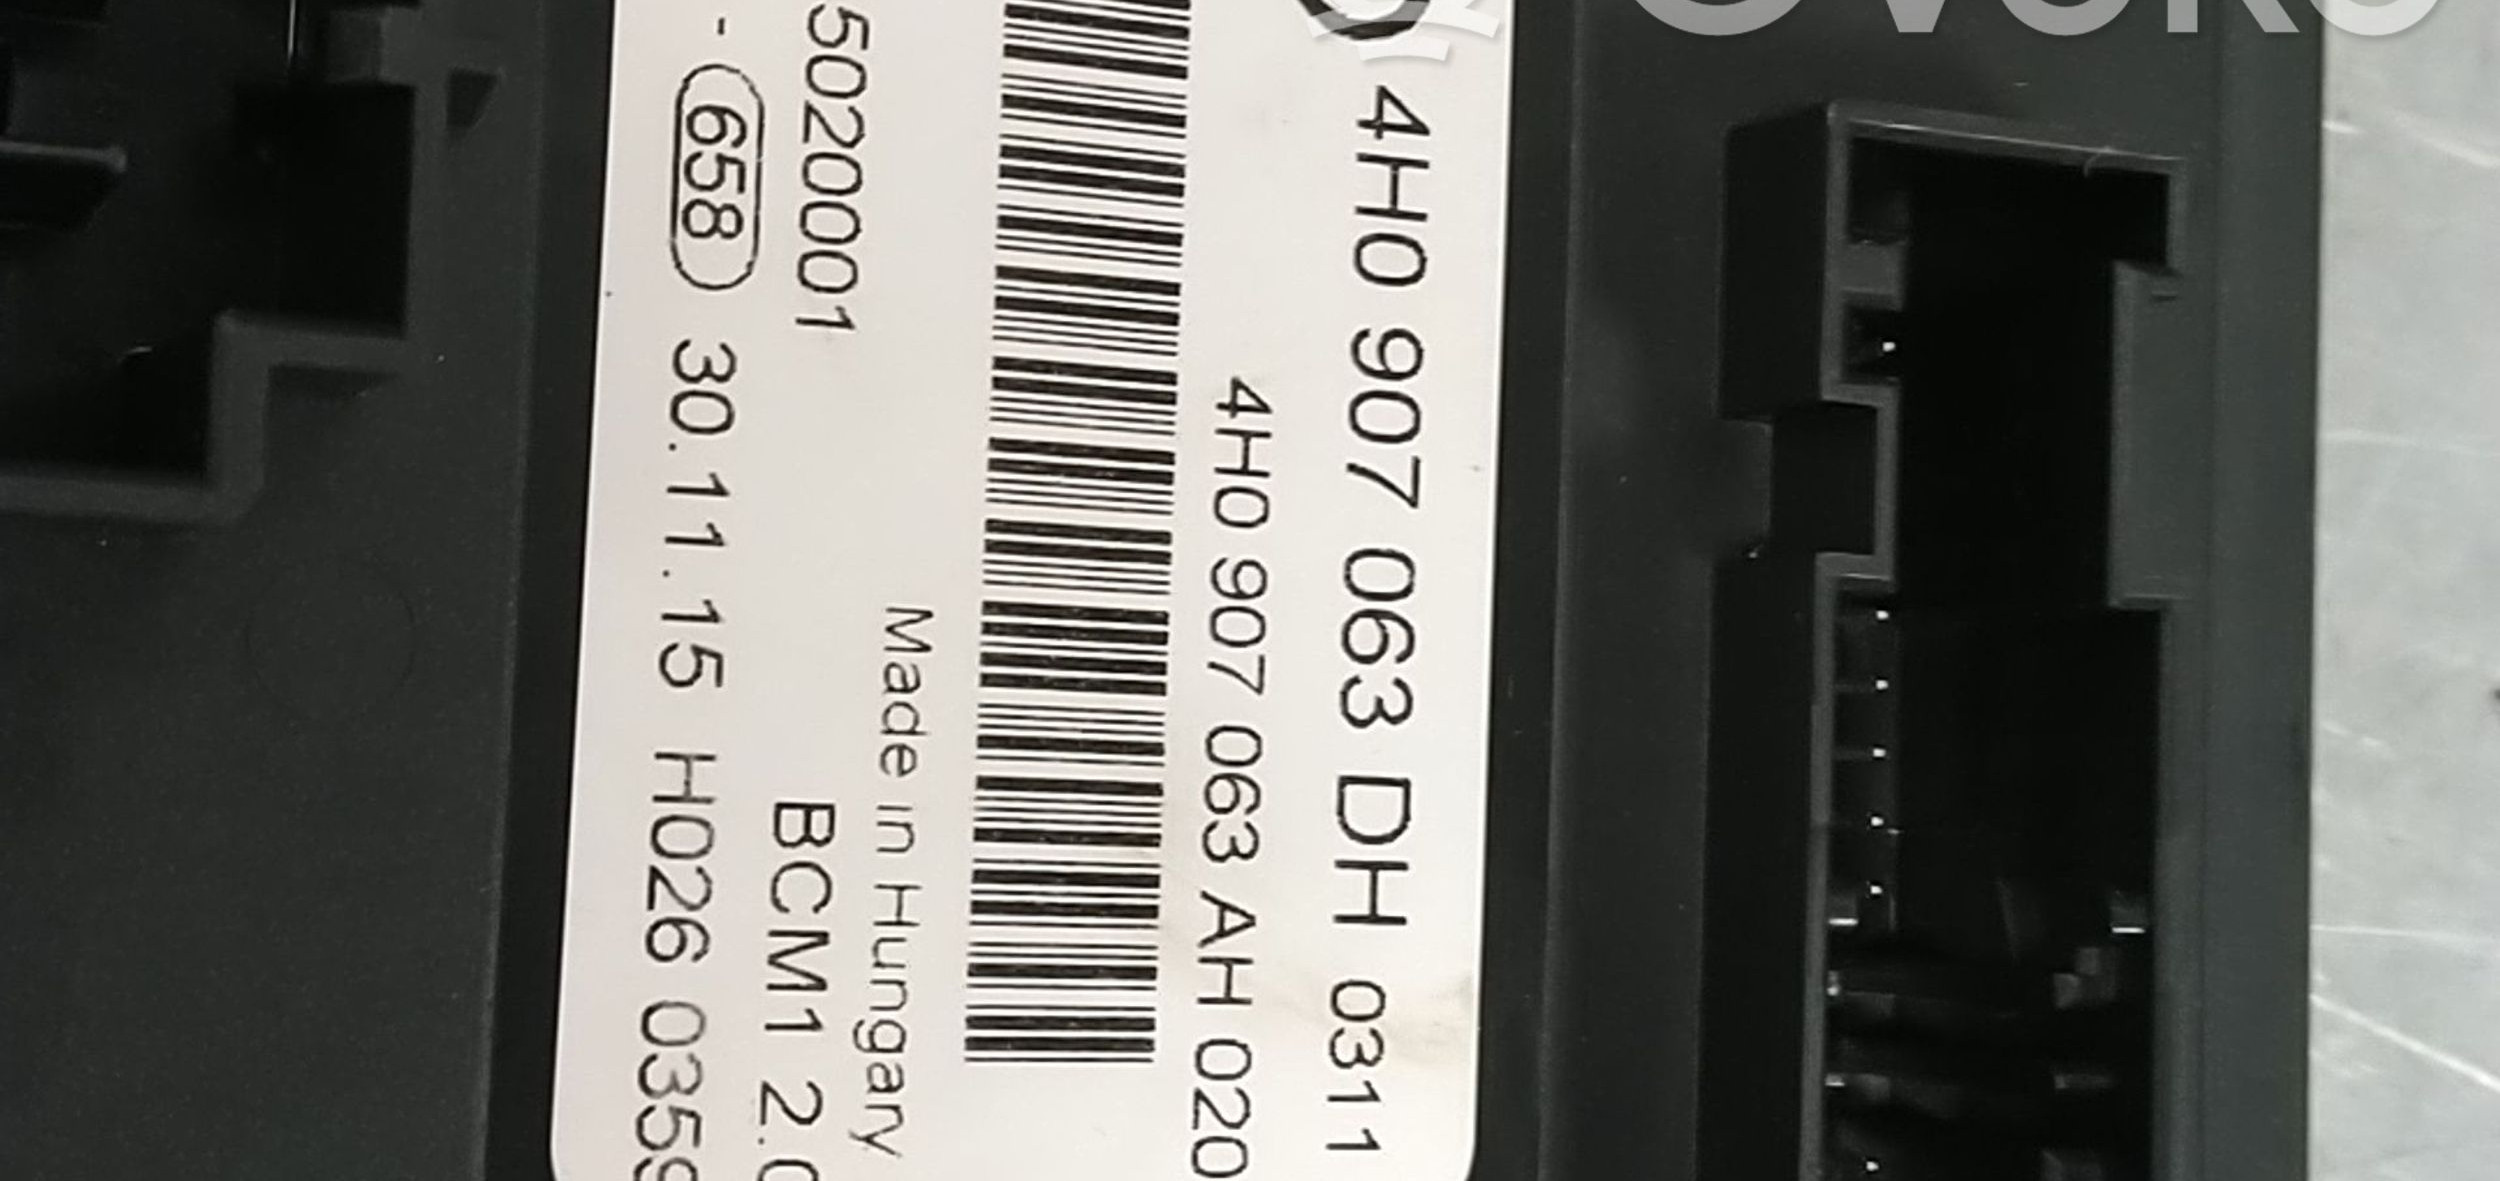 4H0 907 063 DH 0311
4H0 907 063 AH 020
Made in Hungary
5020001 BCM1 2.0
- 658 30.11.15 H026 0359